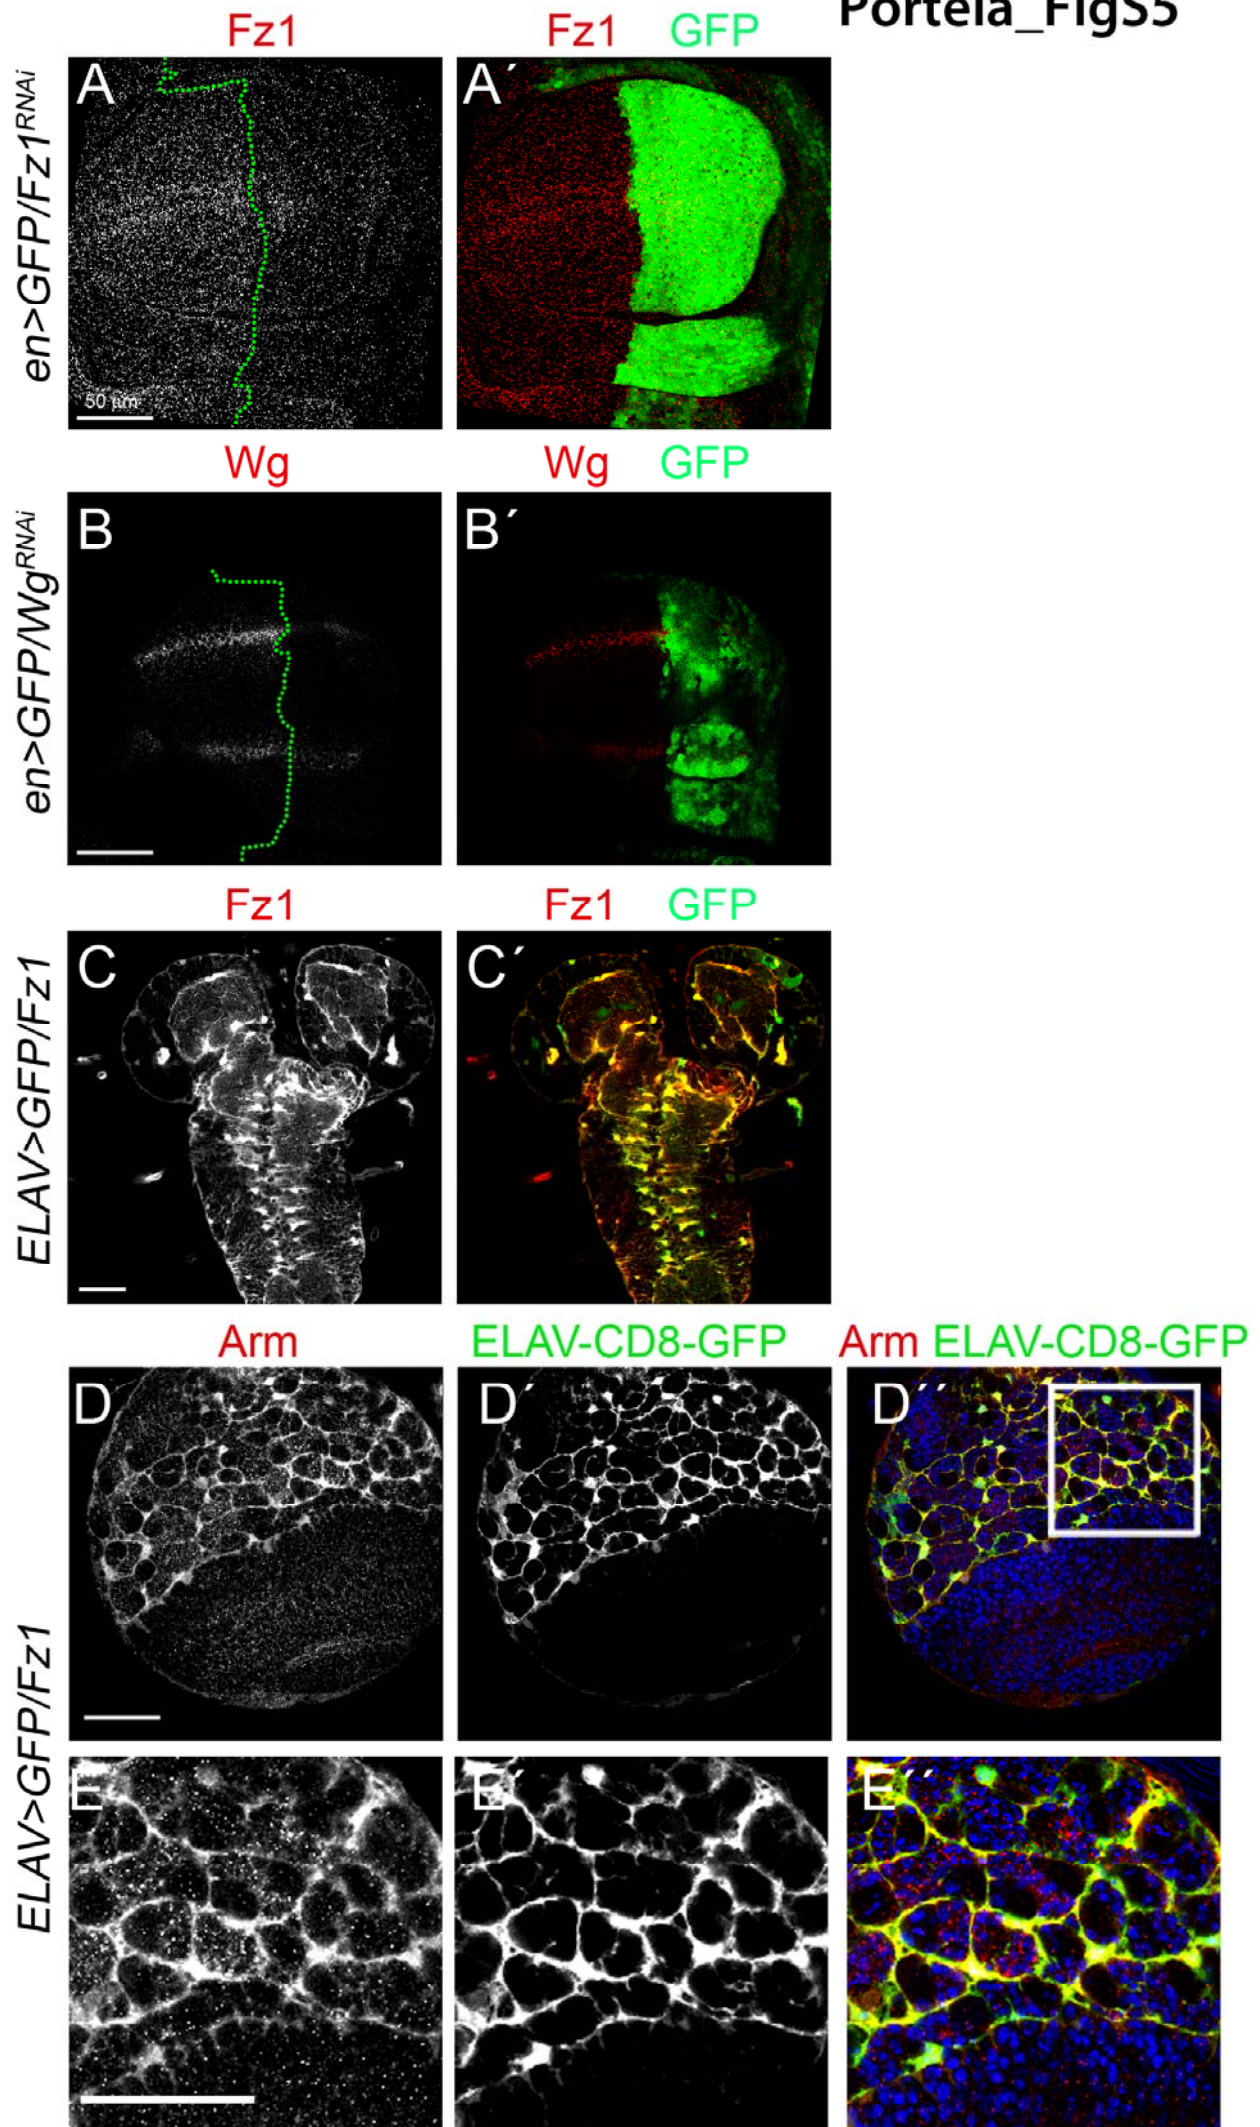 Portela_FigS5
Fz1 Fz1 GFP
en>GFP/Fz1RNAi
A A´
50 µm
Wg Wg GFP
en>GFP/WgRNAi
B B´
Fz1 Fz1 GFP
ELAV>GFP/Fz1
C C´
Arm ELAV-CD8-GFP Arm ELAV-CD8-GFP
ELAV>GFP/Fz1
D D´ D´´
E E´ E´´